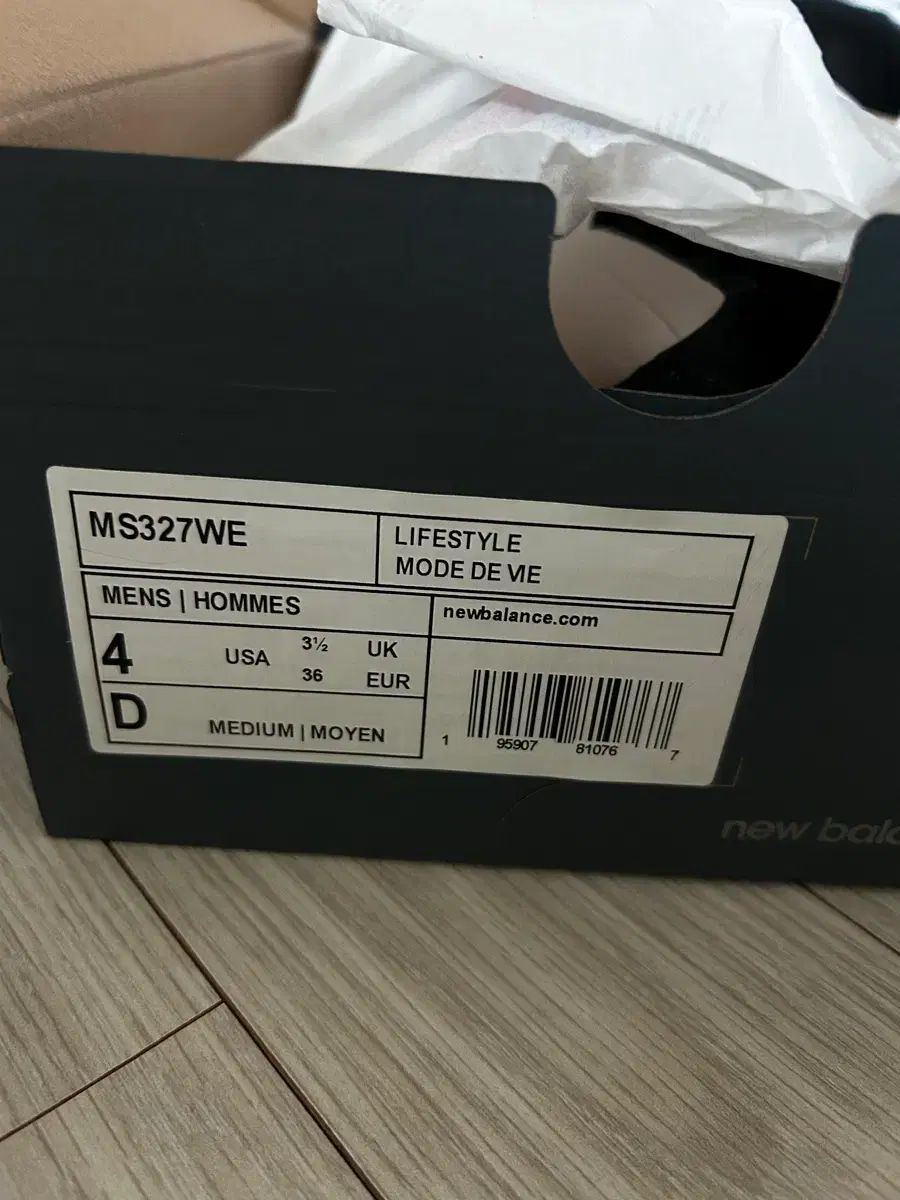 MS327WE
LIFESTYLE
MODE DE VIE
MENS | HOMMES
newbalance.com
4 USA 3½ UK
36 EUR
D MEDIUM | MOYEN
1 95907 81076 7
new bala